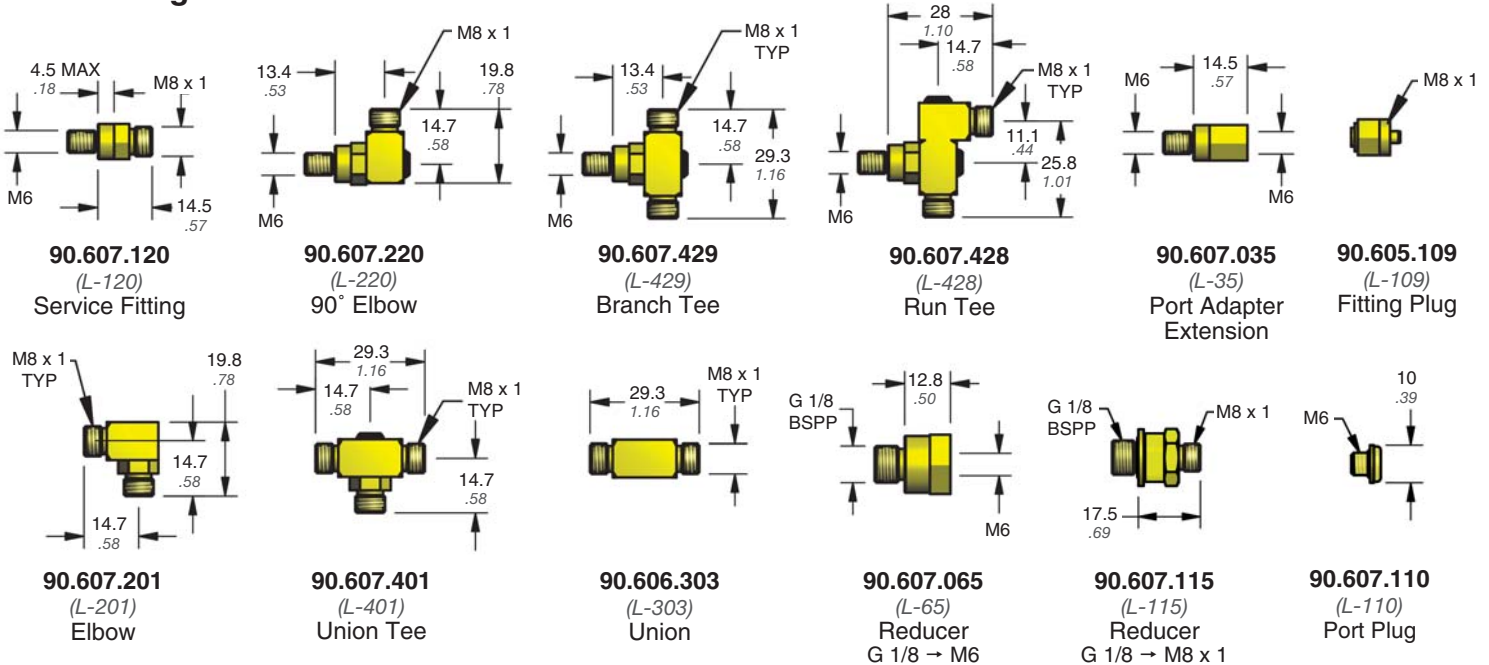 4.5 MAX
.18
M8 x 1
M6
14.5
.57
90.607.120
(L-120)
Service Fitting
M8 x 1
13.4
.53
19.8
.78
14.7
.58
M6
90.607.220
(L-220)
90˚ Elbow
M8 x 1
TYP
13.4
.53
14.7
.58
29.3
1.16
M6
90.607.429
(L-429)
Branch Tee
28
1.10
14.7
.58
M8 x 1
TYP
11.1
.44
25.8
1.01
M6
90.607.428
(L-428)
Run Tee
M6
14.5
.57
M6
90.607.035
(L-35)
Port Adapter
Extension
M8 x 1
90.605.109
(L-109)
Fitting Plug
M8 x 1
TYP
19.8
.78
14.7
.58
14.7
.58
90.607.201
(L-201)
Elbow
29.3
1.16
14.7
.58
M8 x 1
TYP
14.7
.58
90.607.401
(L-401)
Union Tee
29.3
1.16
M8 x 1
TYP
90.606.303
(L-303)
Union
12.8
.50
G 1/8
BSPP
M6
90.607.065
(L-65)
Reducer
G 1/8 → M6
G 1/8
BSPP
M8 x 1
17.5
.69
90.607.115
(L-115)
Reducer
G 1/8 → M8 x 1
10
.39
M6
90.607.110
(L-110)
Port Plug